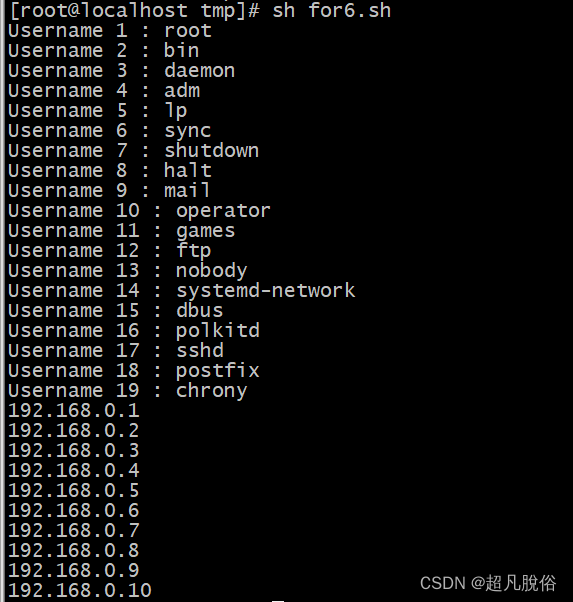 [root@localhost tmp]# sh for6.sh
Username 1 : root
Username 2 : bin
Username 3 : daemon
Username 4 : adm
Username 5 : lp
Username 6 : sync
Username 7 : shutdown
Username 8 : halt
Username 9 : mail
Username 10 : operator
Username 11 : games
Username 12 : ftp
Username 13 : nobody
Username 14 : systemd-network
Username 15 : dbus
Username 16 : polkitd
Username 17 : sshd
Username 18 : postfix
Username 19 : chrony
192.168.0.1
192.168.0.2
192.168.0.3
192.168.0.4
192.168.0.5
192.168.0.6
192.168.0.7
192.168.0.8
192.168.0.9
192.168.0.10
CSDN @超凡脫俗